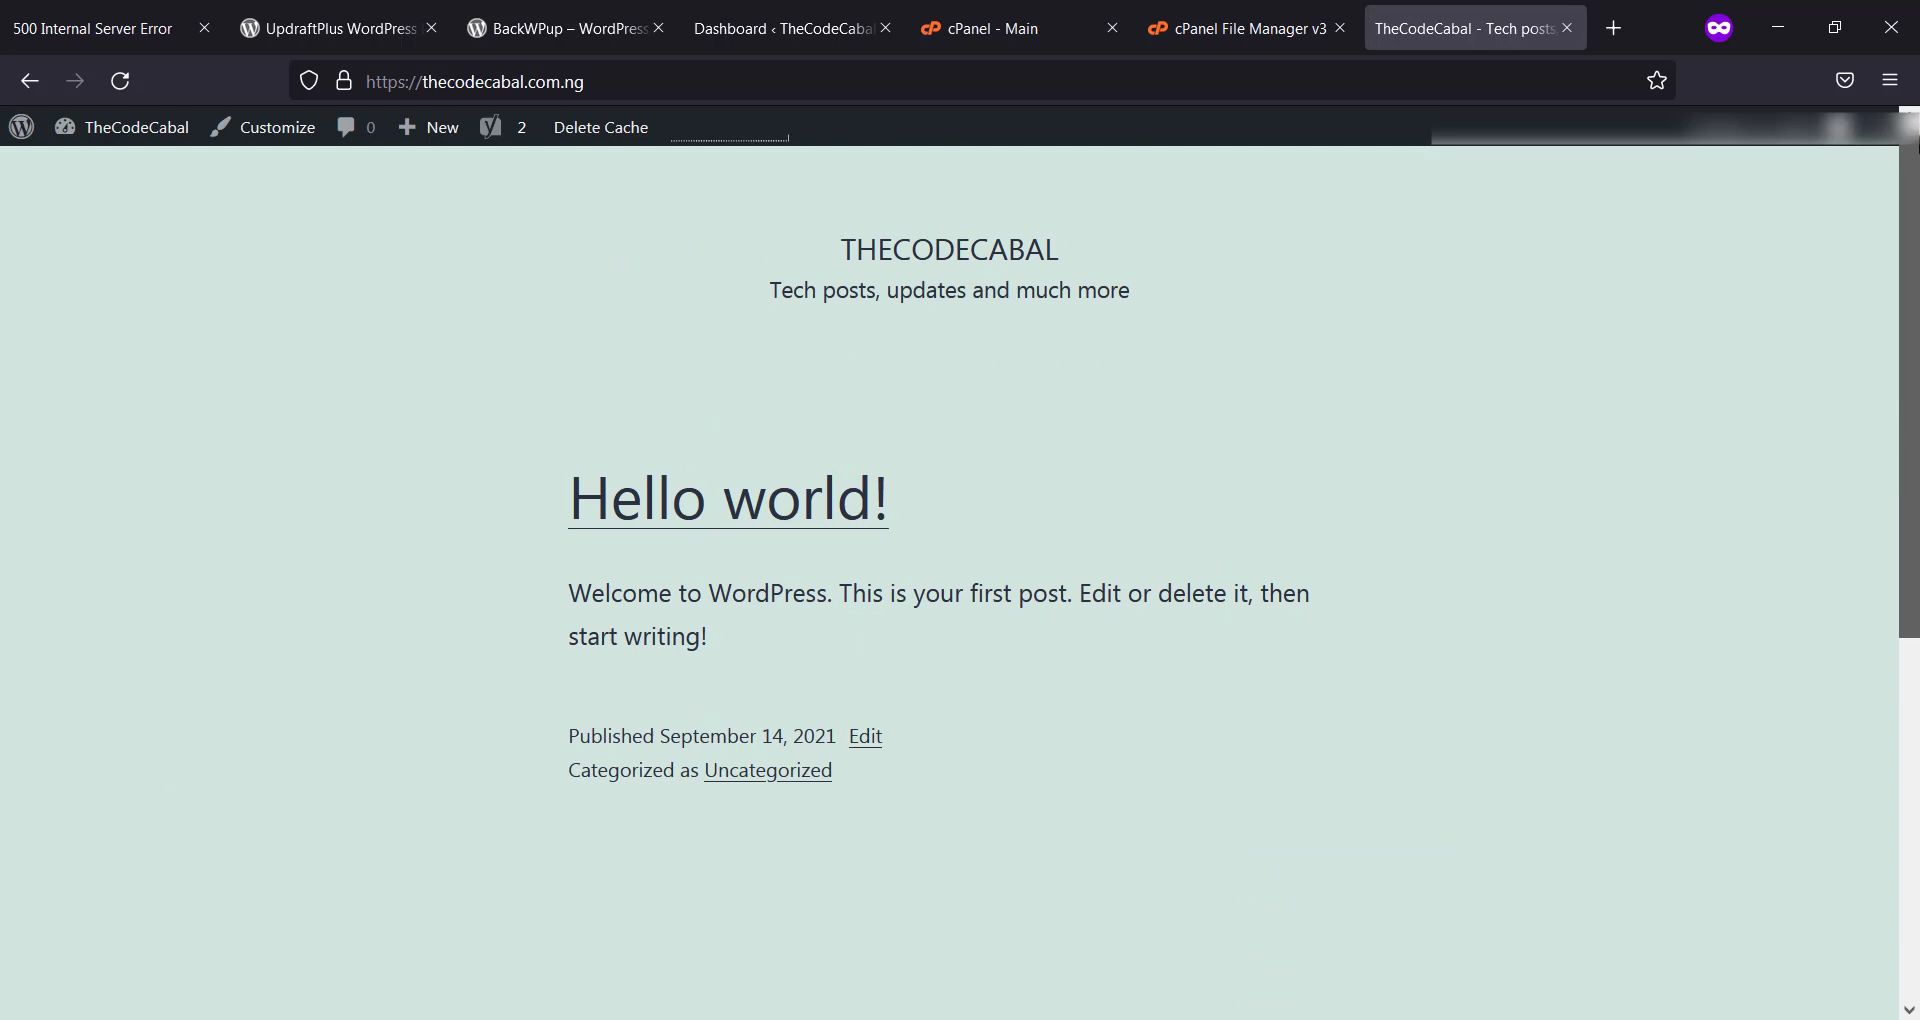 500 Internal Server Error
UpdraftPlus WordPress
BackWPup – WordPress
Dashboard ‹ TheCodeCabal
cPanel - Main
cPanel File Manager v3
TheCodeCabal - Tech posts,
https://thecodecabal.com.ng
TheCodeCabal
Customize
0
New
2
Delete Cache
THECODECABAL
Tech posts, updates and much more
Hello world!
Welcome to WordPress. This is your first post. Edit or delete it, then
start writing!
Published September 14, 2021 Edit
Categorized as Uncategorized